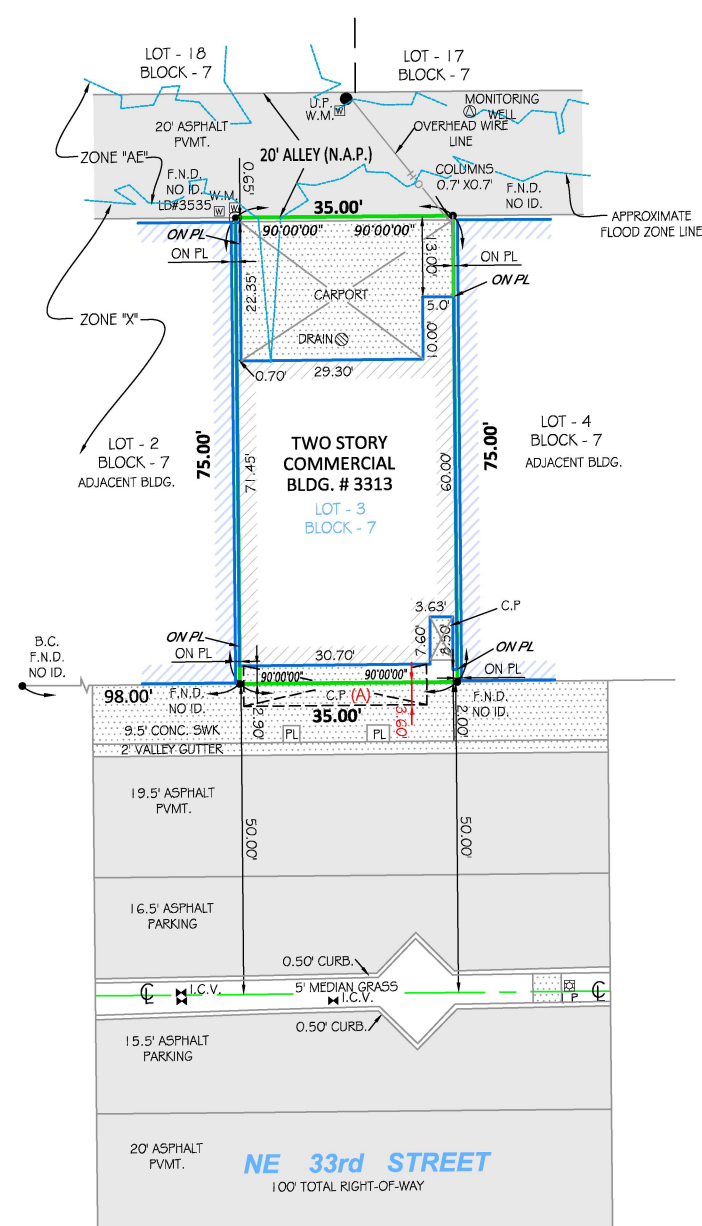 LOT - 18
BLOCK - 7
LOT - 17
BLOCK - 7
U.P.
W.M.
W
MONITORING
WELL
20' ASPHALT
PVMT.
OVERHEAD WIRE
LINE
ZONE "AE"
20' ALLEY (N.A.P.)
F.N.D.
NO ID.
LD#3535
W.M.
W
W
0.65'
COLUMNS
0.7' X0.7'
F.N.D.
NO ID.
35.00'
APPROXIMATE
FLOOD ZONE LINE
90°00'00"
90°00'00"
ON PL
ON PL
ON PL
ON PL
13.00'
22.35'
CARPORT
5.0'
10.00'
DRAIN
0.70'
29.30'
ZONE "X"
LOT - 2
BLOCK - 7
ADJACENT BLDG.
75.00'
71.45'
TWO STORY
COMMERCIAL
BLDG. # 3313
LOT - 3
BLOCK - 7
60.00'
75.00'
LOT - 4
BLOCK - 7
ADJACENT BLDG.
3.63'
C.P
7.60'
8.50'
B.C.
F.N.D.
NO ID.
ON PL
ON PL
30.70'
ON PL
ON PL
90°00'00"
90°00'00"
98.00'
F.N.D.
NO ID.
C.P (A)
35.00'
2.90'
3.60'
2.00'
F.N.D.
NO ID.
9.5' CONC. SWK
PL
PL
2' VALLEY GUTTER
19.5' ASPHALT
PVMT.
50.00'
50.00'
16.5' ASPHALT
PARKING
0.50' CURB.
I.C.V.
5' MEDIAN GRASS
I.C.V.
P
0.50' CURB.
15.5' ASPHALT
PARKING
20' ASPHALT
PVMT.
NE 33rd STREET
100' TOTAL RIGHT-OF-WAY